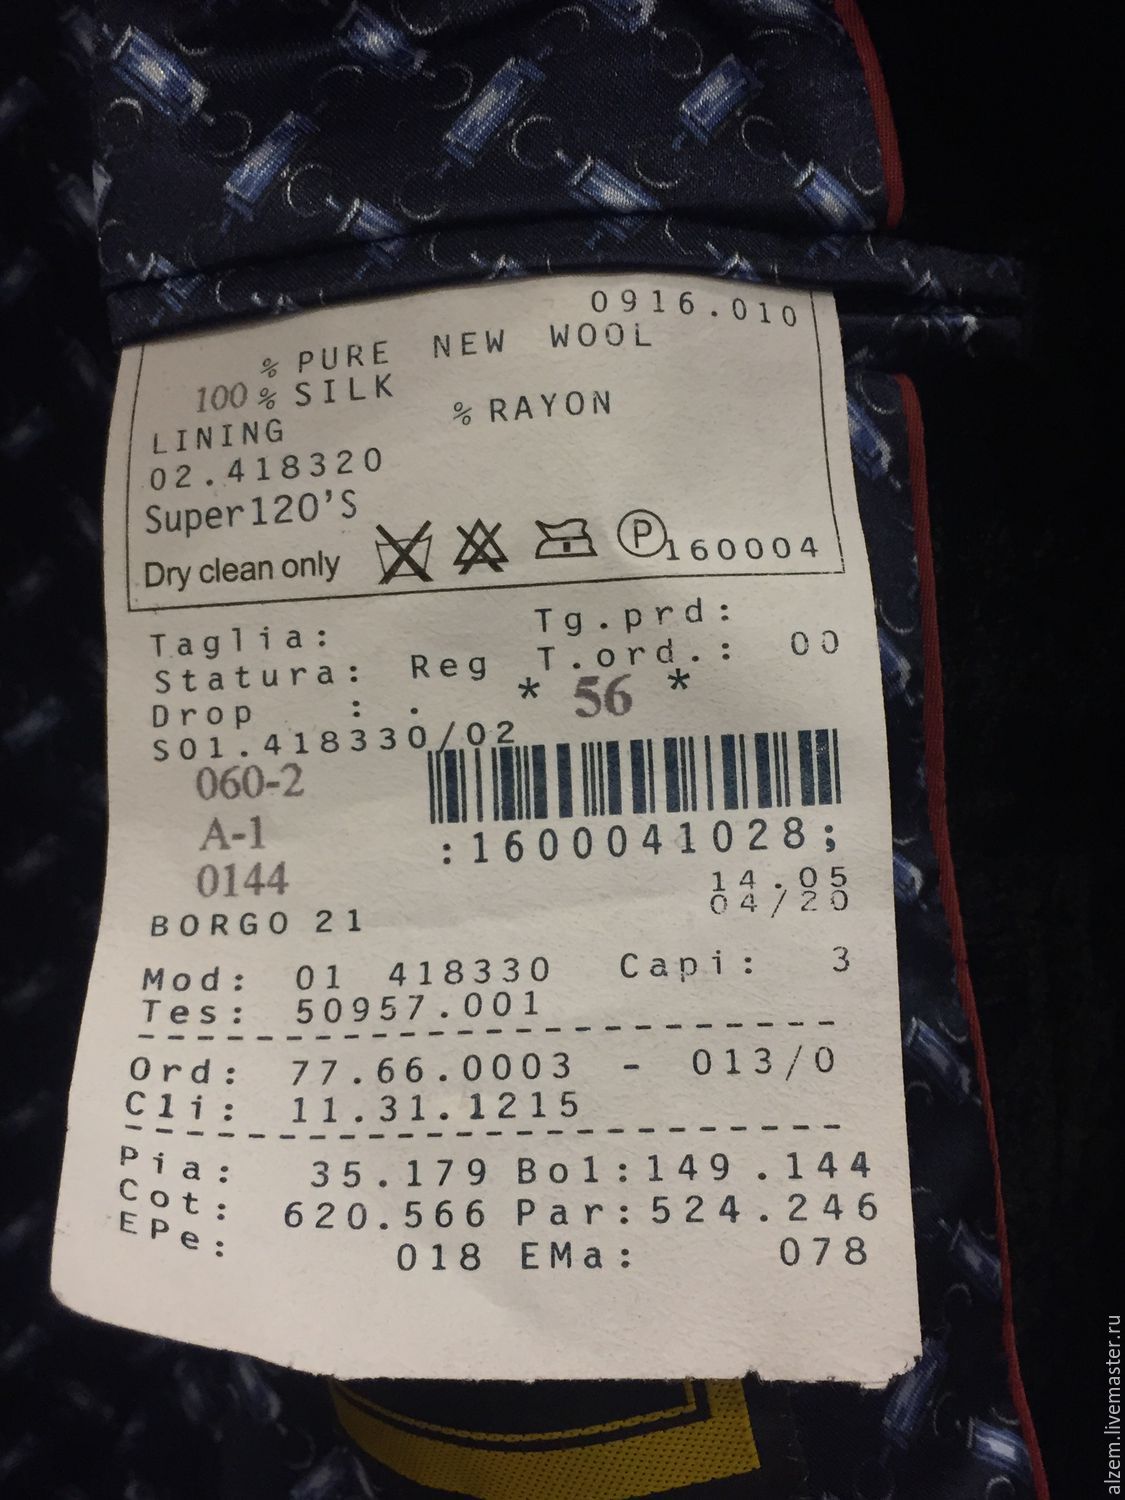 0916.010
% PURE NEW WOOL
100 % SILK
% RAYON
LINING
02.418320
Super120'S
Dry clean only P 160004
Taglia: Tg.prd:
Statura: Reg T.ord.: 00
Drop : . * 56 *
S01.418330/02
060-2
A-1
:1600041028;
0144
14.05
04/20
BORGO 21
Mod: 01 418330 Capi: 3
Tes: 50957.001
Ord: 77.66.0003 - 013/0
Cli: 11.31.1215
Pia: 35.179 Bol:149.144
Cot: 620.566 Par:524.246
EPe: 018 EMa: 078
alzem.livemaster.ru